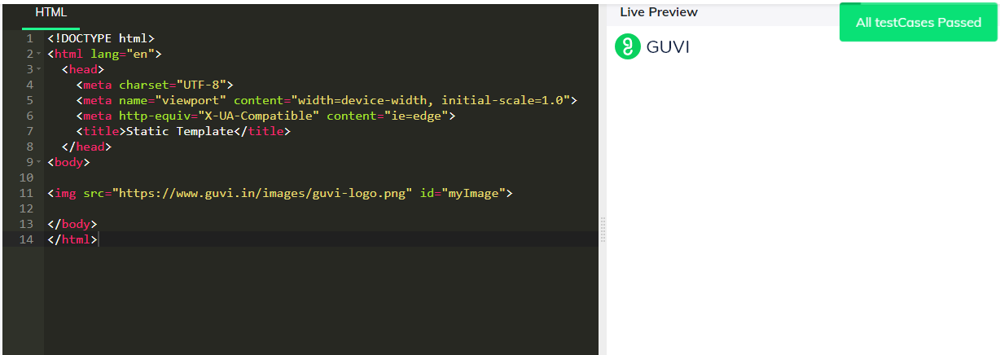 HTML
1 <!DOCTYPE html>
2 <html lang="en">
3 <head>
4 <meta charset="UTF-8">
5 <meta name="viewport" content="width=device-width, initial-scale=1.0">
6 <meta http-equiv="X-UA-Compatible" content="ie=edge">
7 <title>Static Template</title>
8 </head>
9 <body>
10
11 <img src="https://www.guvi.in/images/guvi-logo.png" id="myImage">
12
13 </body>
14 </html>
Live Preview
All testCases Passed
GUVI